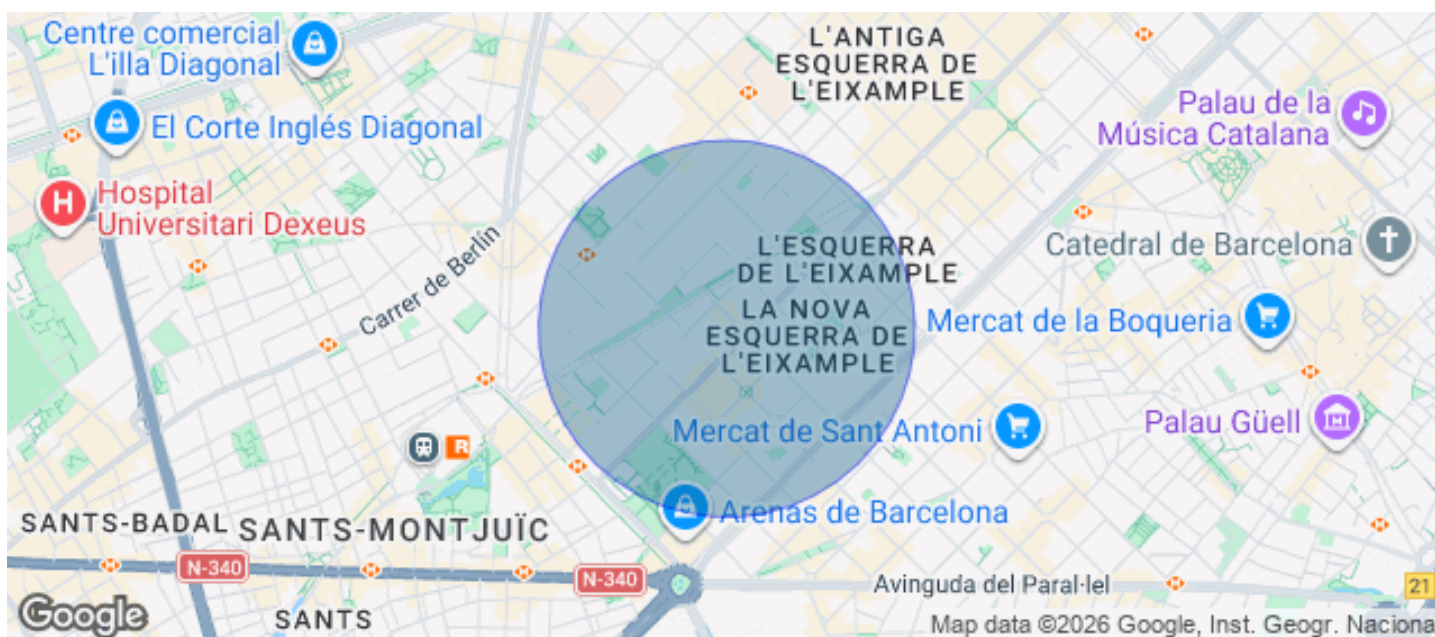 Centre comercial
L'illa Diagonal
El Corte Inglés Diagonal
L'ANTIGA
ESQUERRA DE
L'EIXAMPLE
Palau de la
Música Catalana
H
Hospital
Universitari Dexeus
Carrer de Berlín
L'ESQUERRA
DE L'EIXAMPLE
Catedral de Barcelona
LA NOVA
ESQUERRA DE
L'EIXAMPLE
Mercat de la Boqueria
Mercat de Sant Antoni
Palau Güell
R
Arenas de Barcelona
SANTS-BADAL
SANTS-MONTJUÏC
N-340
N-340
Avinguda del Paral·lel
21
Google
SANTS
Map data ©2026 Google, Inst. Geogr. Naciona